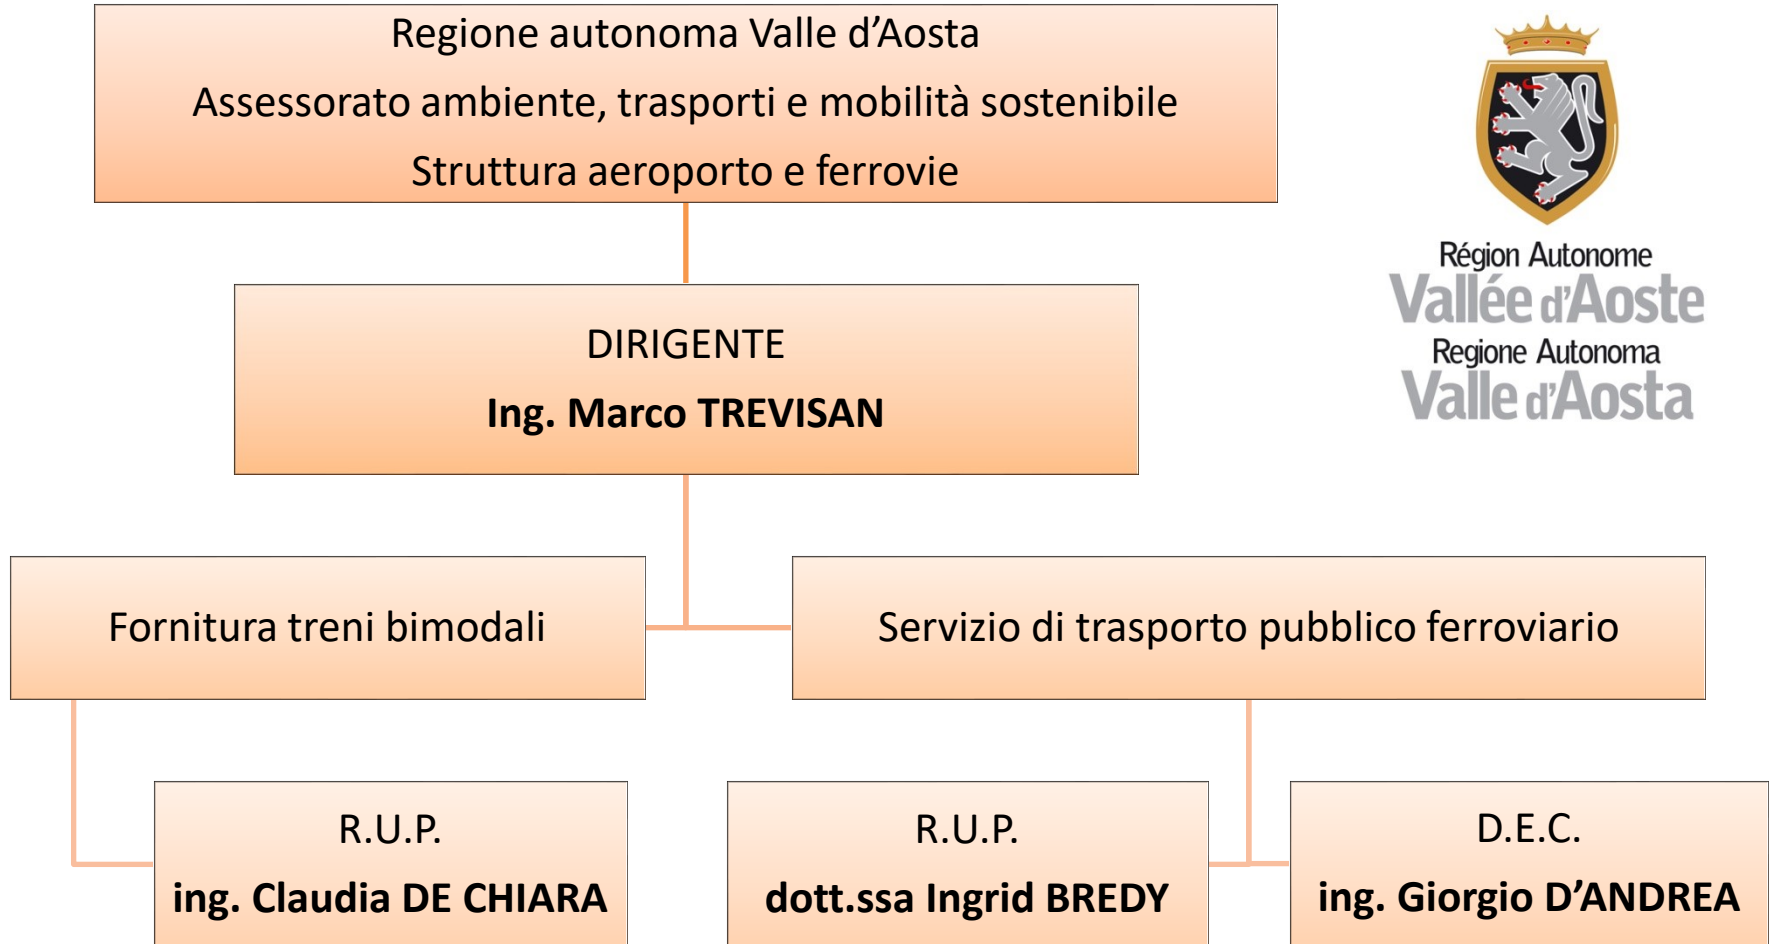 Regione autonoma Valle d’Aosta
Assessorato ambiente, trasporti e mobilità sostenibile
Struttura aeroporto e ferrovie
Région Autonome
Vallée d’Aoste
Regione Autonoma
Valle d’Aosta
DIRIGENTE
Ing. Marco TREVISAN
Fornitura treni bimodali
Servizio di trasporto pubblico ferroviario
R.U.P.
ing. Claudia DE CHIARA
R.U.P.
dott.ssa Ingrid BREDY
D.E.C.
ing. Giorgio D’ANDREA